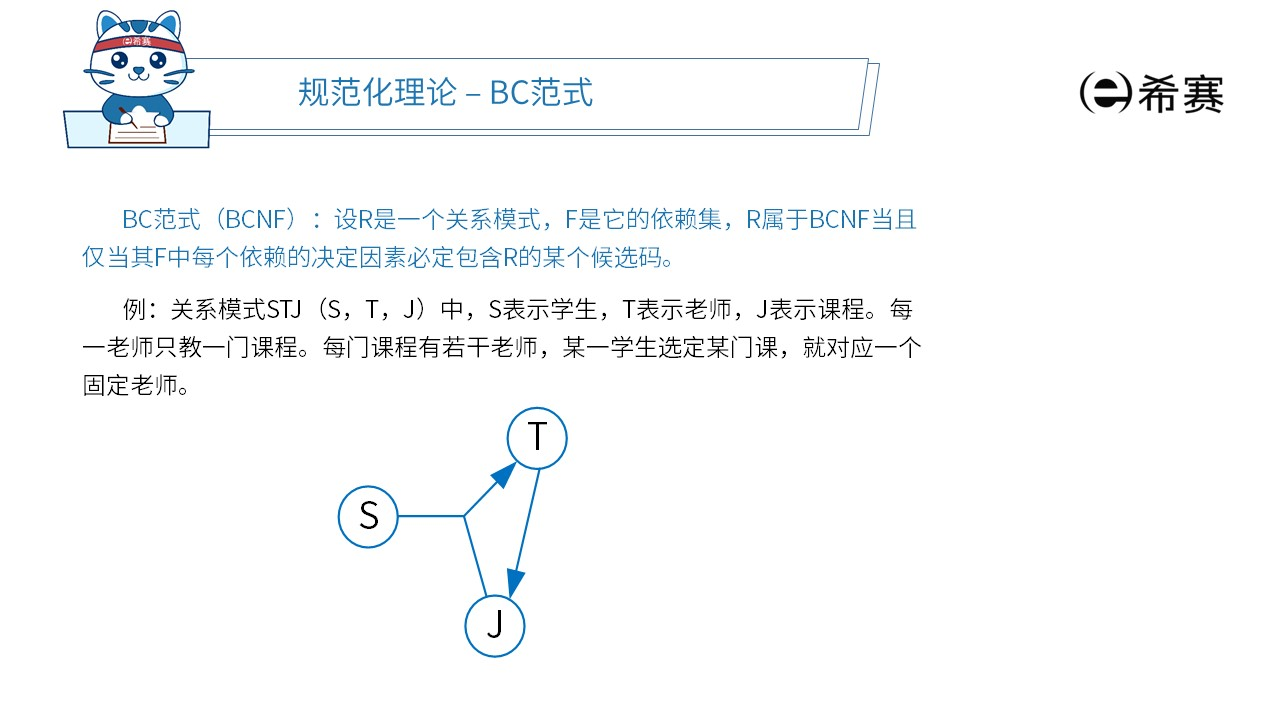 希赛
规范化理论 – BC范式
希赛
BC范式（BCNF）：设R是一个关系模式，F是它的依赖集，R属于BCNF当且
仅当其F中每个依赖的决定因素必定包含R的某个候选码。
例：关系模式STJ（S，T，J）中，S表示学生，T表示老师，J表示课程。每
一老师只教一门课程。每门课程有若干老师，某一学生选定某门课，就对应一个
固定老师。
T
S
J